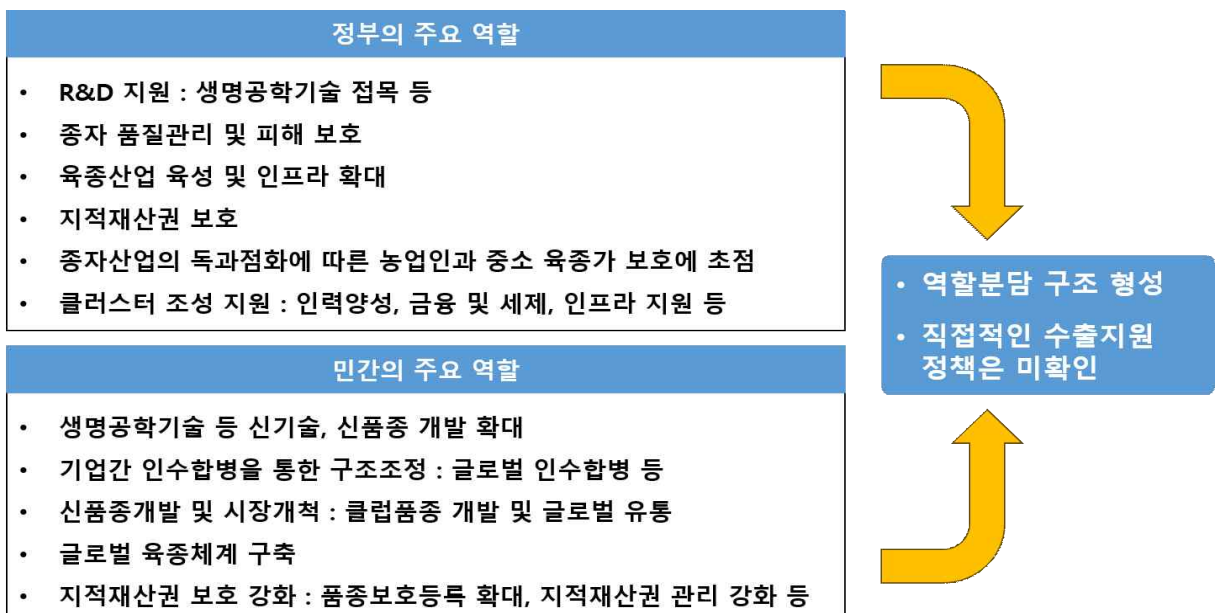 정부의 주요 역할
• R&D 지원 : 생명공학기술 접목 등
• 종자 품질관리 및 피해 보호
• 육종산업 육성 및 인프라 확대
• 지적재산권 보호
• 종자산업의 독과점화에 따른 농업인과 중소 육종가 보호에 초점
• 클러스터 조성 지원 : 인력양성, 금융 및 세제, 인프라 지원 등
민간의 주요 역할
• 생명공학기술 등 신기술, 신품종 개발 확대
• 기업간 인수합병을 통한 구조조정 : 글로벌 인수합병 등
• 신품종개발 및 시장개척 : 클럽품종 개발 및 글로벌 유통
• 글로벌 육종체계 구축
• 지적재산권 보호 강화 : 품종보호등록 확대, 지적재산권 관리 강화 등
• 역할분담 구조 형성
• 직접적인 수출지원
정책은 미확인